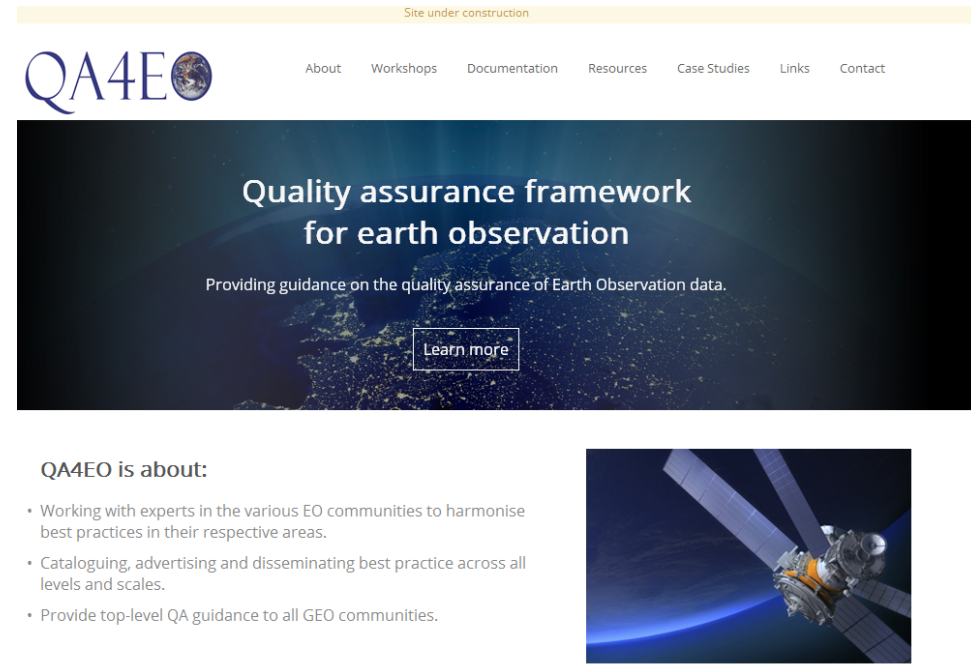 Site under construction
QA4EO
About Workshops Documentation Resources Case Studies Links Contact
Quality assurance framework
for earth observation
Providing guidance on the quality assurance of Earth Observation data.
Learn more
QA4EO is about:
• Working with experts in the various EO communities to harmonise
best practices in their respective areas.
• Cataloguing, advertising and disseminating best practice across all
levels and scales.
• Provide top-level QA guidance to all GEO communities.